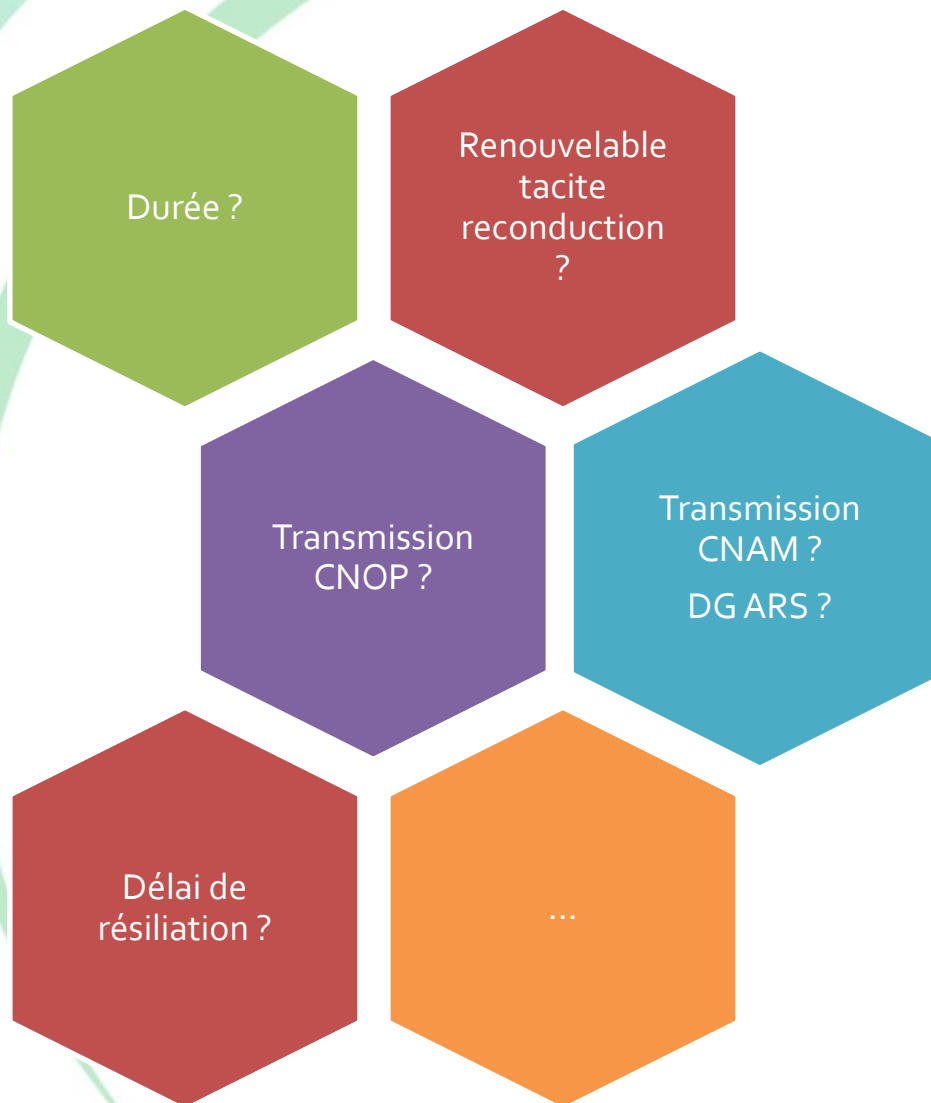 Durée ?
Renouvelable
tacite
reconduction
?
Transmission
CNOP ?
Transmission
CNAM ?
DG ARS ?
Délai de
résiliation ?
...